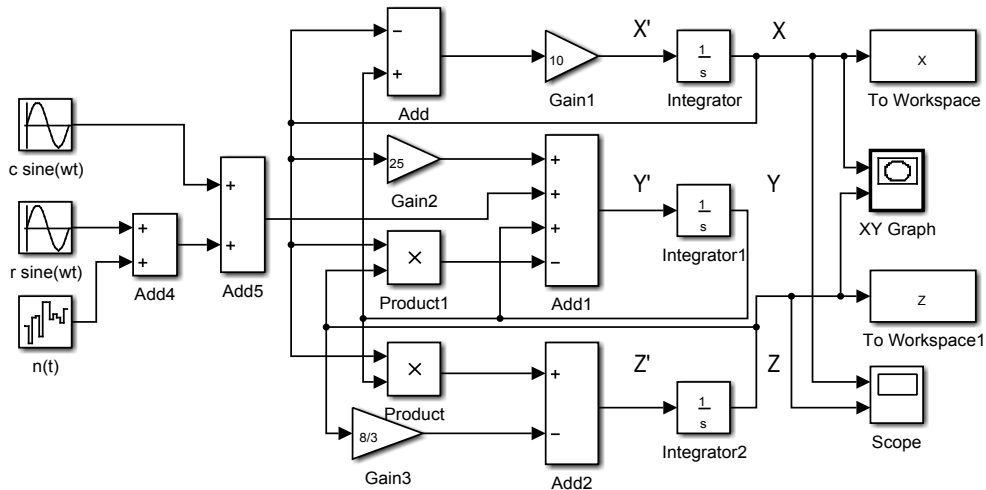 X'
X
−
+
10
1
s
X
Add
Gain1
Integrator
To Workspace
c sine(wt)
25
Gain2
+
+
+
−
Y'
Y
1
s
XY Graph
+
+
r sine(wt)
+
+
Add4
Add5
×
Product1
Add1
Integrator1
Z
To Workspace1
n(t)
×
Product
+
−
Z'
Z
1
s
8/3
Gain3
Add2
Integrator2
Scope